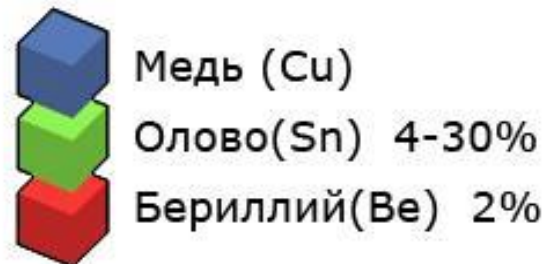 Медь (Cu)
Олово(Sn) 4-30%
Бериллий(Be) 2%